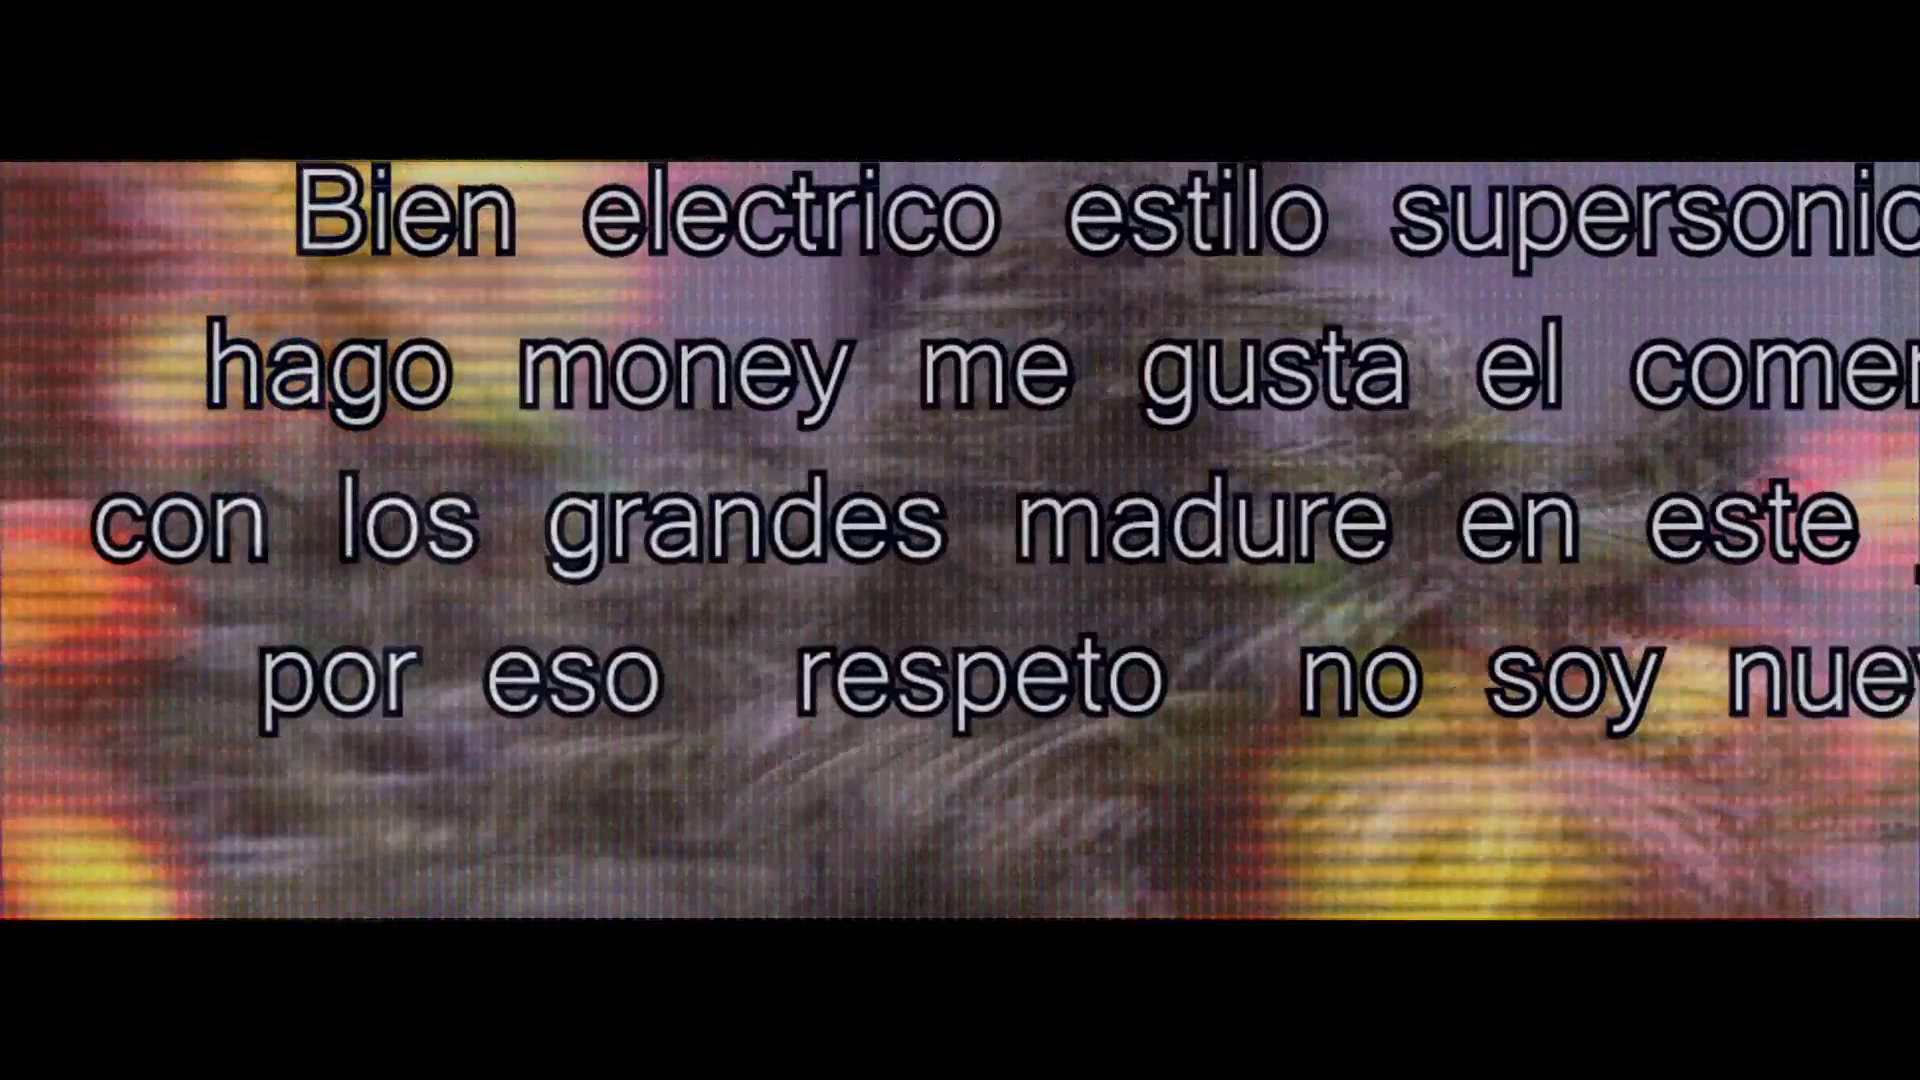 Bien electrico estilo supersonic
hago money me gusta el comer
con los grandes madure en este
por eso respeto no soy nuev